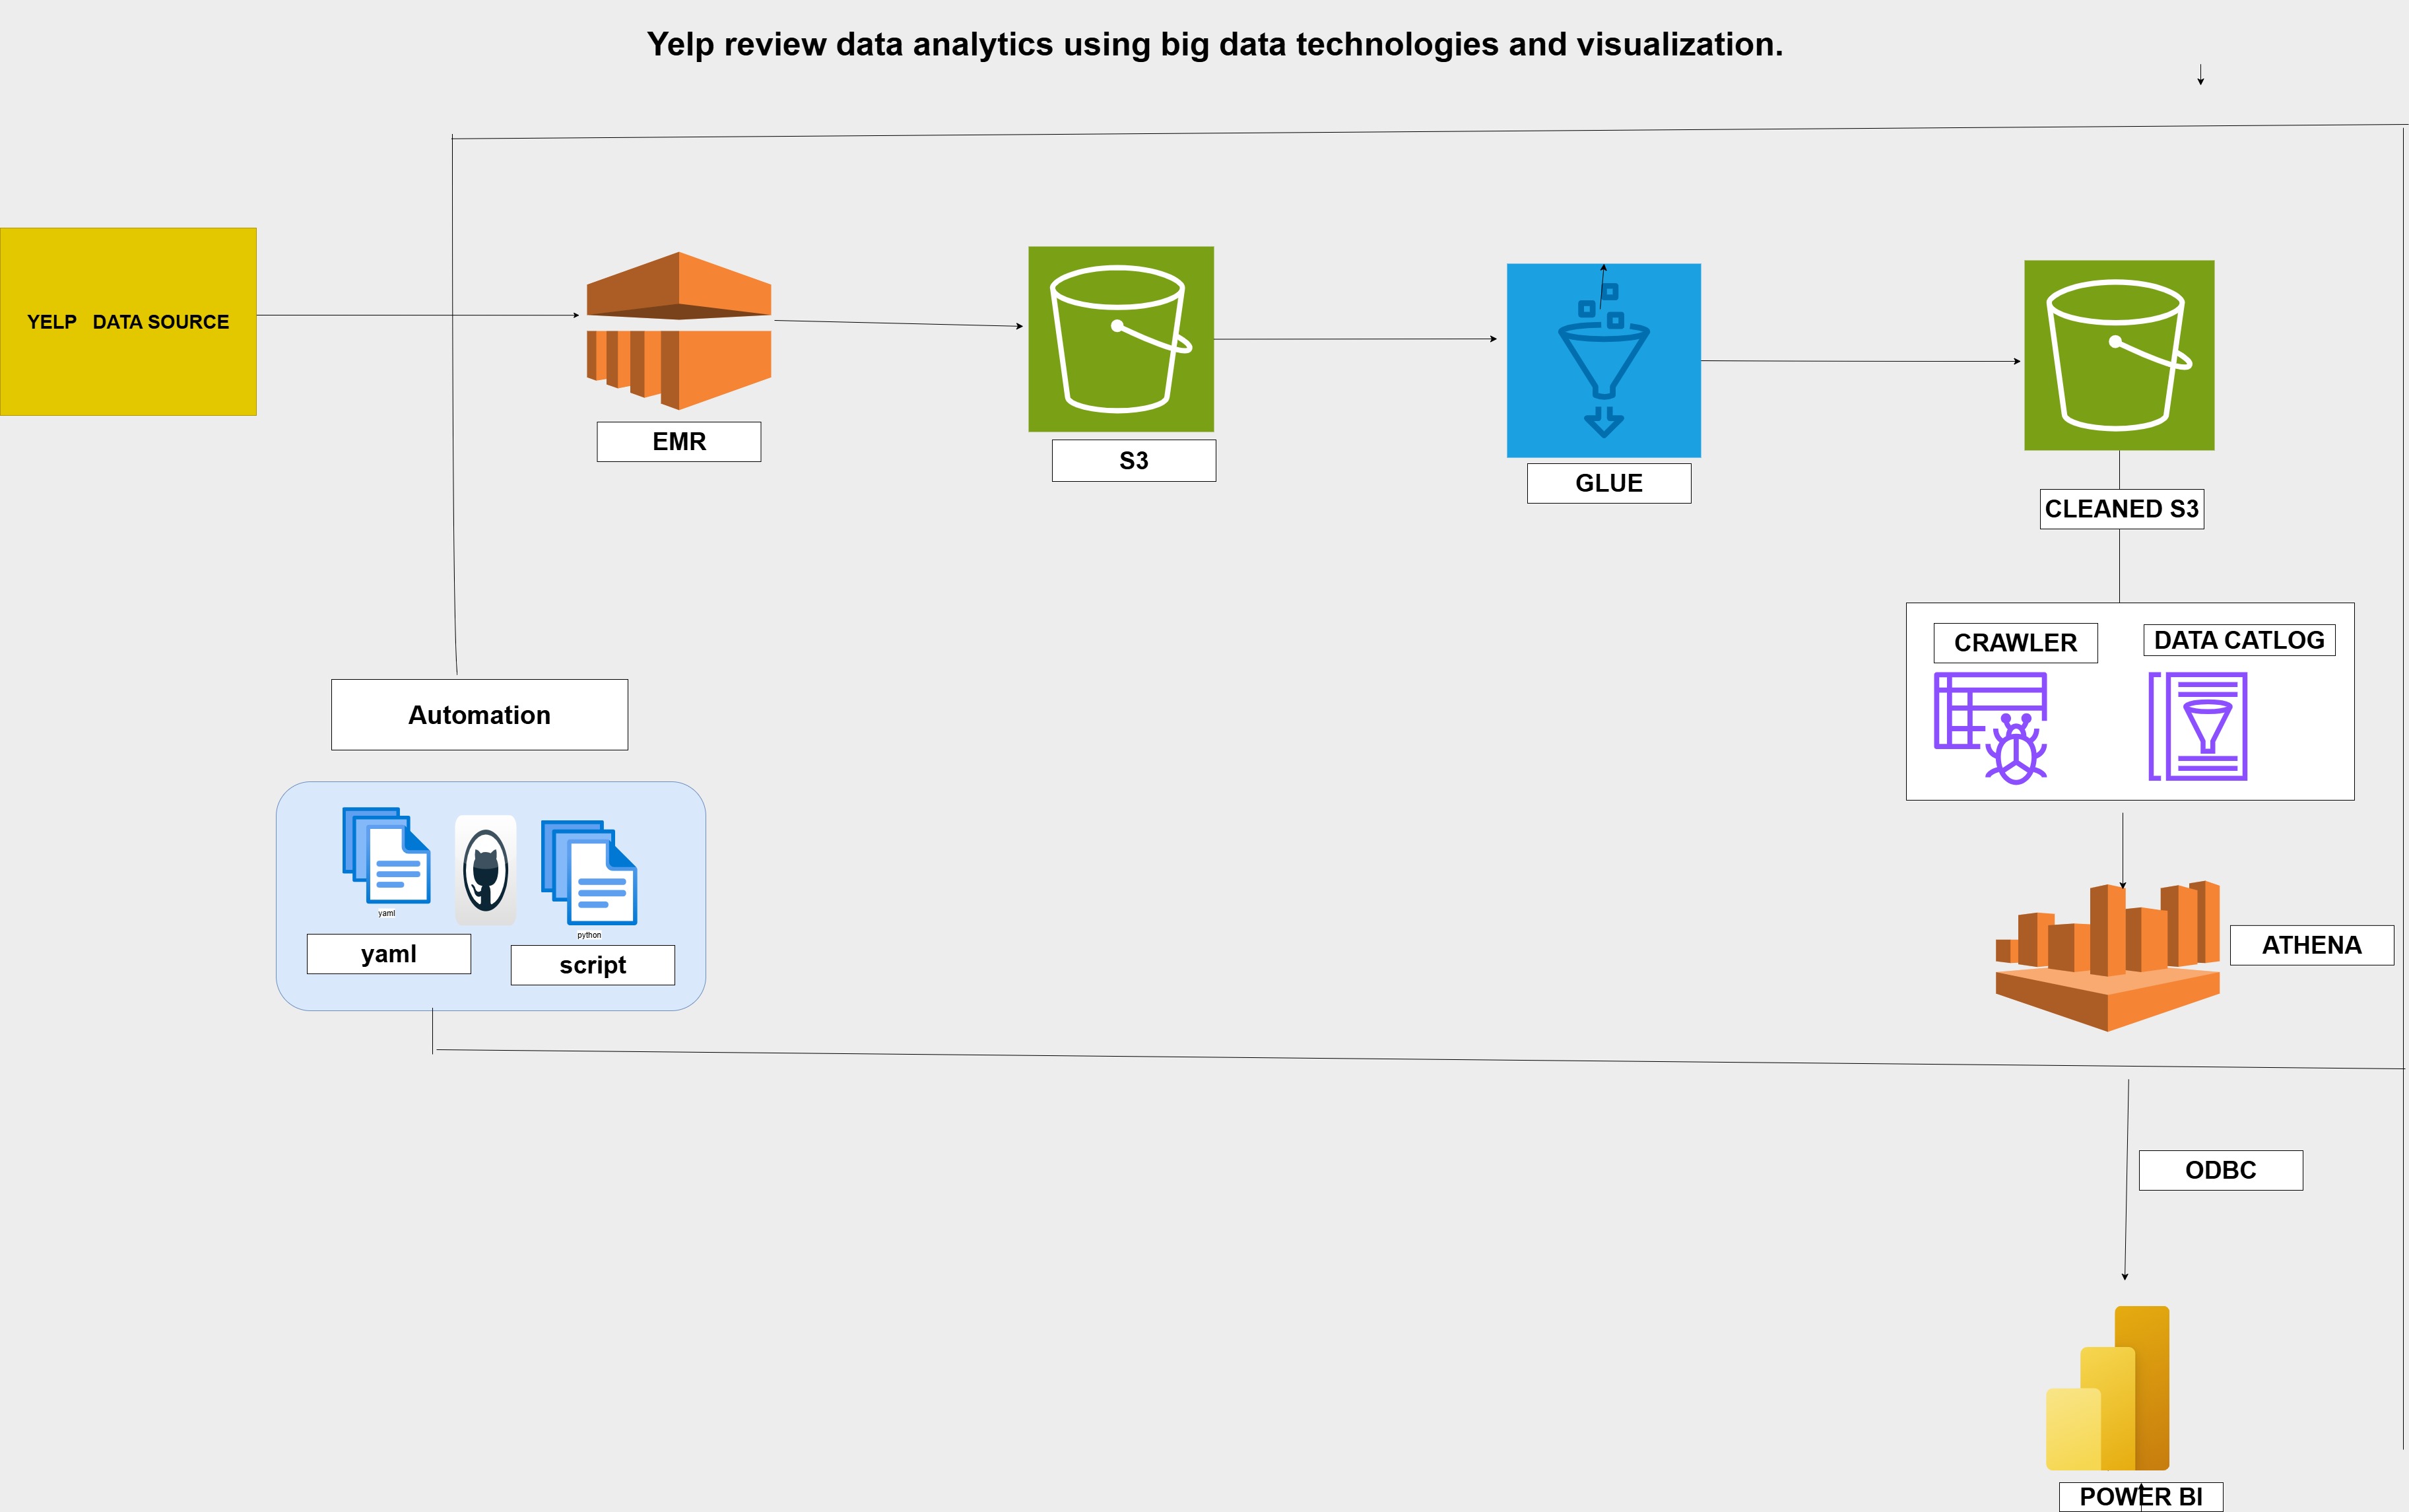 Yelp review data analytics using big data technologies and visualization.
YELP DATA SOURCE
EMR
S3
GLUE
CLEANED S3
CRAWLER
DATA CATLOG
Automation
yaml
python
yaml
script
ATHENA
ODBC
POWER BI